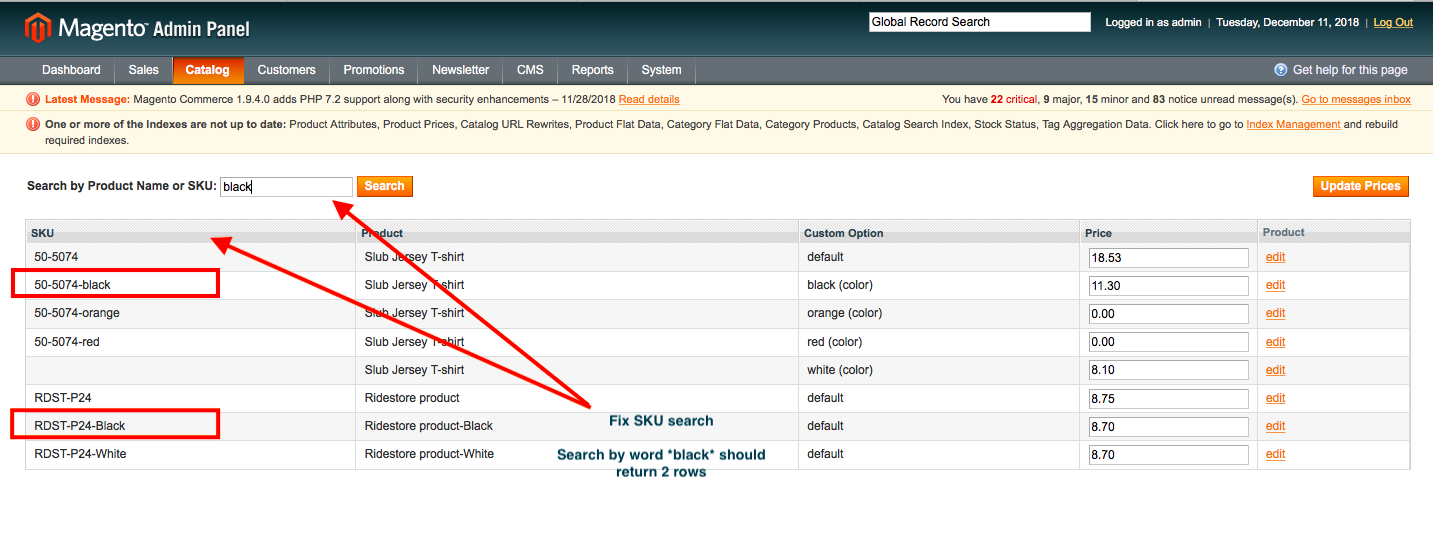 Magento Admin Panel
Global Record Search
Logged in as admin | Tuesday, December 11, 2018 | Log Out
Dashboard Sales Catalog Customers Promotions Newsletter CMS Reports System Get help for this page
Latest Message: Magento Commerce 1.9.4.0 adds PHP 7.2 support along with security enhancements – 11/28/2018 Read details You have 22 critical, 9 major, 15 minor and 83 notice unread message(s). Go to messages inbox
One or more of the Indexes are not up to date: Product Attributes, Product Prices, Catalog URL Rewrites, Product Flat Data, Category Flat Data, Category Products, Catalog Search Index, Stock Status, Tag Aggregation Data. Click here to go to Index Management and rebuild
required indexes.
Search by Product Name or SKU: black Search Update Prices
SKU Product Custom Option Price Product
50-5074 Slub Jersey T-shirt default 18.53 edit
50-5074-black Slub Jersey T-shirt black (color) 11.30 edit
50-5074-orange Slub Jersey T-shirt orange (color) 0.00 edit
50-5074-red Slub Jersey T-shirt red (color) 0.00 edit
Slub Jersey T-shirt white (color) 8.10 edit
RDST-P24 Ridestore product default 8.75 edit
RDST-P24-Black Ridestore product-Black default 8.70 edit
RDST-P24-White Ridestore product-White default 8.70 edit
Fix SKU search
Search by word *black* should
return 2 rows